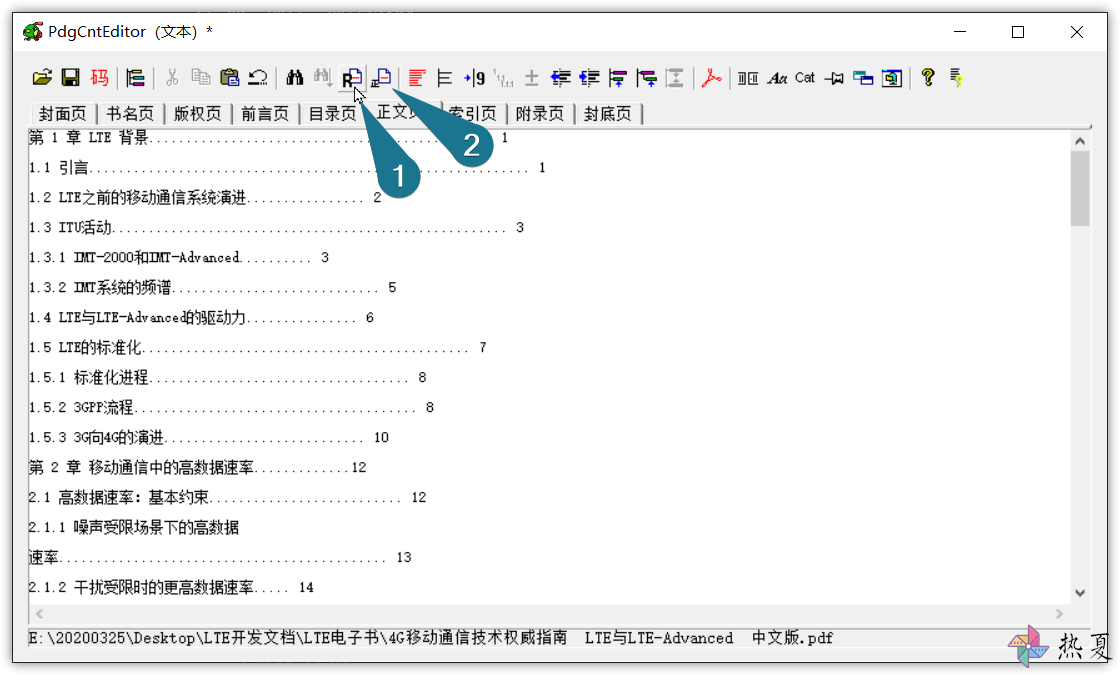 PdgCntEditor (文本) *
码 R 9 正 Aa Cat
封面页 书名页 版权页 前言页 目录页 正文 索引页 附录页 封底页
第 1 章 LTE 背景............................................... 1
1.1 引言.......................................................... 1
1.2 LTE之前的移动通信系统演进................ 2
1.3 ITU活动..................................................... 3
1.3.1 IMT-2000和IMT-Advanced.......... 3
1.3.2 IMT系统的频谱............................ 5
1.4 LTE与LTE-Advanced的驱动力............... 6
1.5 LTE的标准化............................................ 7
1.5.1 标准化进程................................... 8
1.5.2 3GPP流程...................................... 8
1.5.3 3G向4G的演进........................... 10
第 2 章 移动通信中的高数据速率.............12
2.1 高数据速率: 基本约束.......................... 12
2.1.1 噪声受限场景下的高数据
速率............................................ 13
2.1.2 干扰受限时的更高数据速率..... 14
1
2
E:\20200325\Desktop\LTE开发文档\LTE电子书\4G移动通信技术权威指南 LTE与LTE-Advanced 中文版.pdf
热夏